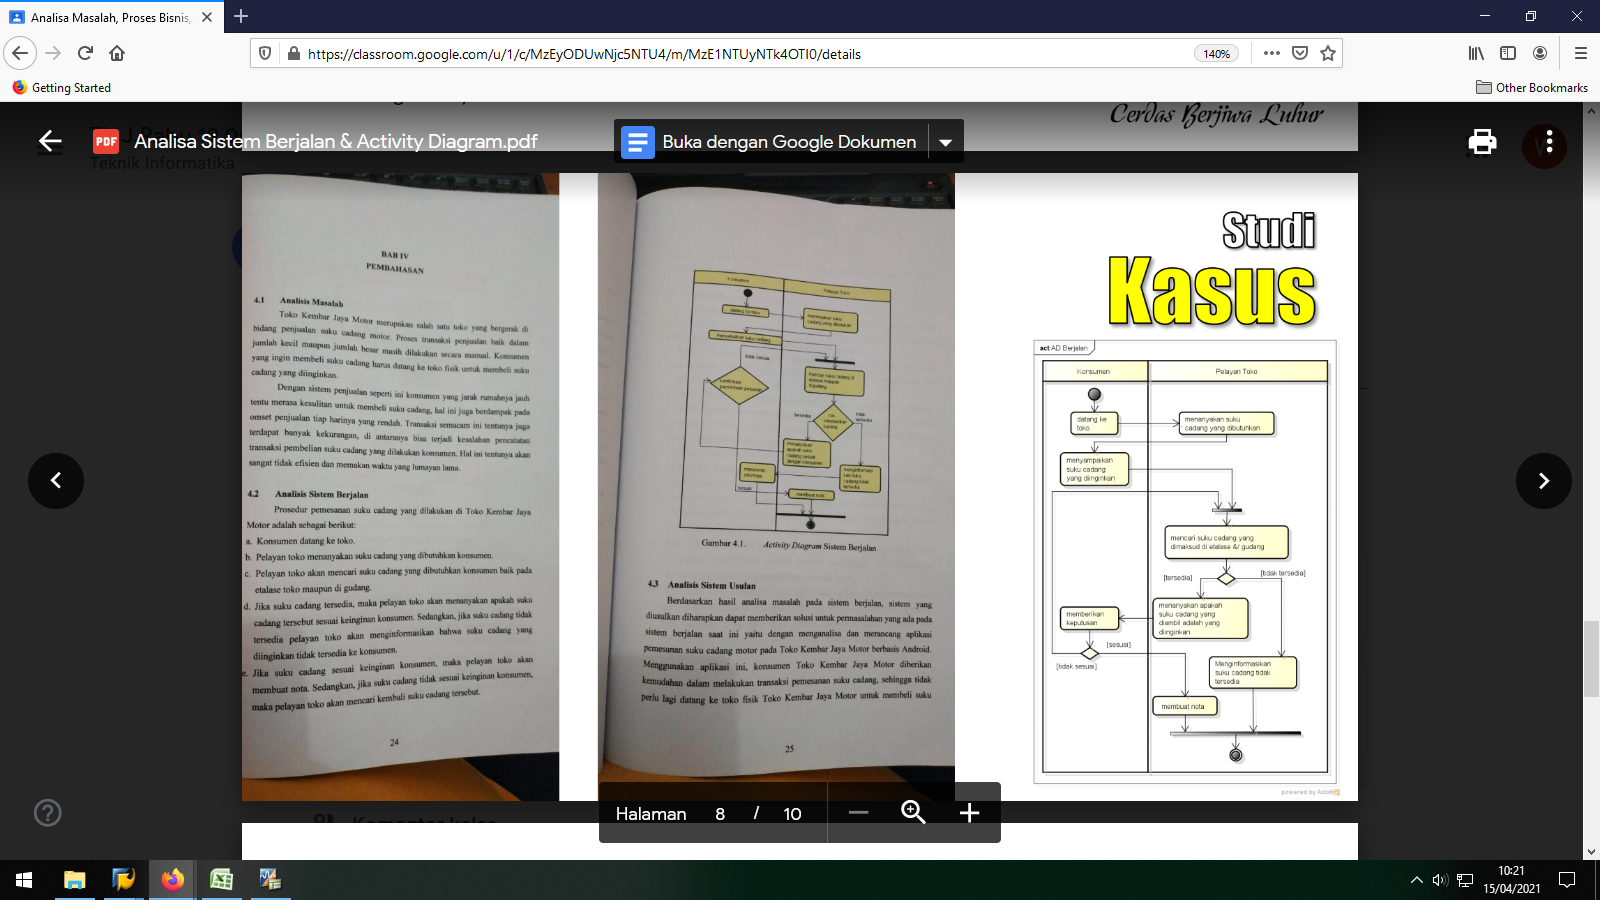 Analisa Masalah, Proses Bisnis,
https://classroom.google.com/u/1/c/MzEyODUwNjc5NTU4/m/MzE1NTUyNTk4OTI0/details
140%
Getting Started
Other Bookmarks
Cerdas Berjiwa Luhur
Analisa Sistem Berjalan & Activity Diagram.pdf
Buka dengan Google Dokumen
Teknik Informatika
BAB IV
PEMBAHASAN
4.1 Analisis Masalah
Toko Kembar Jaya Motor merupakan salah satu toko yang bergerak di
bidang penjualan suku cadang motor. Proses transaksi penjualan baik dalam
jumlah kecil maupun jumlah besar masih dilakukan secara manual. Konsumen
yang ingin membeli suku cadang harus datang ke toko fisik untuk membeli suku
cadang yang diinginkan.
Dengan sistem penjualan seperti ini konsumen yang jarak rumahnya jauh
tentu merasa kesulitan untuk membeli suku cadang, hal ini juga berdampak pada
omset penjualan tiap harinya yang rendah. Transaksi semacam ini tentunya juga
terdapat banyak kekurangan, di antaranya bisa terjadi kesalahan pencatatan
transaksi pembelian suku cadang yang dilakukan konsumen. Hal ini tentunya akan
sangat tidak efisien dan memakan waktu yang lumayan lama.
4.2 Analisis Sistem Berjalan
Prosedur pemesanan suku cadang yang dilakukan di Toko Kembar Jaya
Motor adalah sebagai berikut:
a. Konsumen datang ke toko.
b. Pelayan toko menanyakan suku cadang yang dibutuhkan konsumen.
c. Pelayan toko akan mencari suku cadang yang dibutuhkan konsumen baik pada
etalase toko maupun di gudang.
d. Jika suku cadang tersedia, maka pelayan toko akan menanyakan apakah suku
cadang tersebut sesuai keinginan konsumen. Sedangkan, jika suku cadang tidak
tersedia pelayan toko akan menginformasikan bahwa suku cadang yang
diinginkan tidak tersedia ke konsumen.
e. Jika suku cadang sesuai keinginan konsumen, maka pelayan toko akan
membuat nota. Sedangkan, jika suku cadang tidak sesuai keinginan konsumen,
maka pelayan toko akan mencari kembali suku cadang tersebut.
24
Konsumen
Pelayan Toko
datang ke toko
menanyakan suku
cadang yang dibutuhkan
tidak sesuai
tersedia
tidak
tersedia
sesuai
membuat nota
Gambar 4.1. Activity Diagram Sistem Berjalan
4.3 Analisis Sistem Usulan
Berdasarkan hasil analisa masalah pada sistem berjalan, sistem yang
diusulkan diharapkan dapat memberikan solusi untuk permasalahan yang ada pada
sistem berjalan saat ini yaitu dengan menganalisa dan merancang aplikasi
pemesanan suku cadang motor pada Toko Kembar Jaya Motor berbasis Android.
Menggunakan aplikasi ini, konsumen Toko Kembar Jaya Motor diberikan
kemudahan dalam melakukan transaksi pemesanan suku cadang, sehingga tidak
perlu lagi datang ke toko fisik Toko Kembar Jaya Motor untuk membeli suku
25
Studi
Kasus
act AD Berjalan
Konsumen
Pelayan Toko
datang ke
toko
menanyakan suku
cadang yang dibutuhkan
menyampaikan
suku cadang
yang diinginkan
mencari suku cadang yang
dimaksud di etalase &/ gudang
[tersedia]
[tidak tersedia]
menanyakan apakah
suku cadang yang
diambil adalah yang
diinginkan
memberikan
keputusan
[sesuai]
[tidak sesuai]
Menginformasikan
suku cadang tidak
tersedia
membuat nota
powered by Astah
Halaman 8 / 10
10:21
15/04/2021